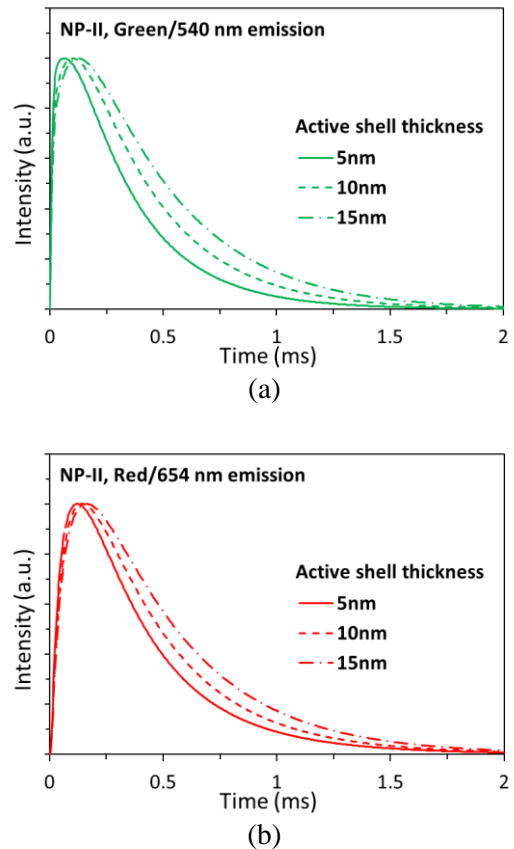 NP-II, Green/540 nm emission
Intensity (a.u.)
Active shell thickness
5nm
10nm
15nm
0 0.5 1 1.5 2
Time (ms)
(a)
NP-II, Red/654 nm emission
Intensity (a.u.)
Active shell thickness
5nm
10nm
15nm
0 0.5 1 1.5 2
Time (ms)
(b)